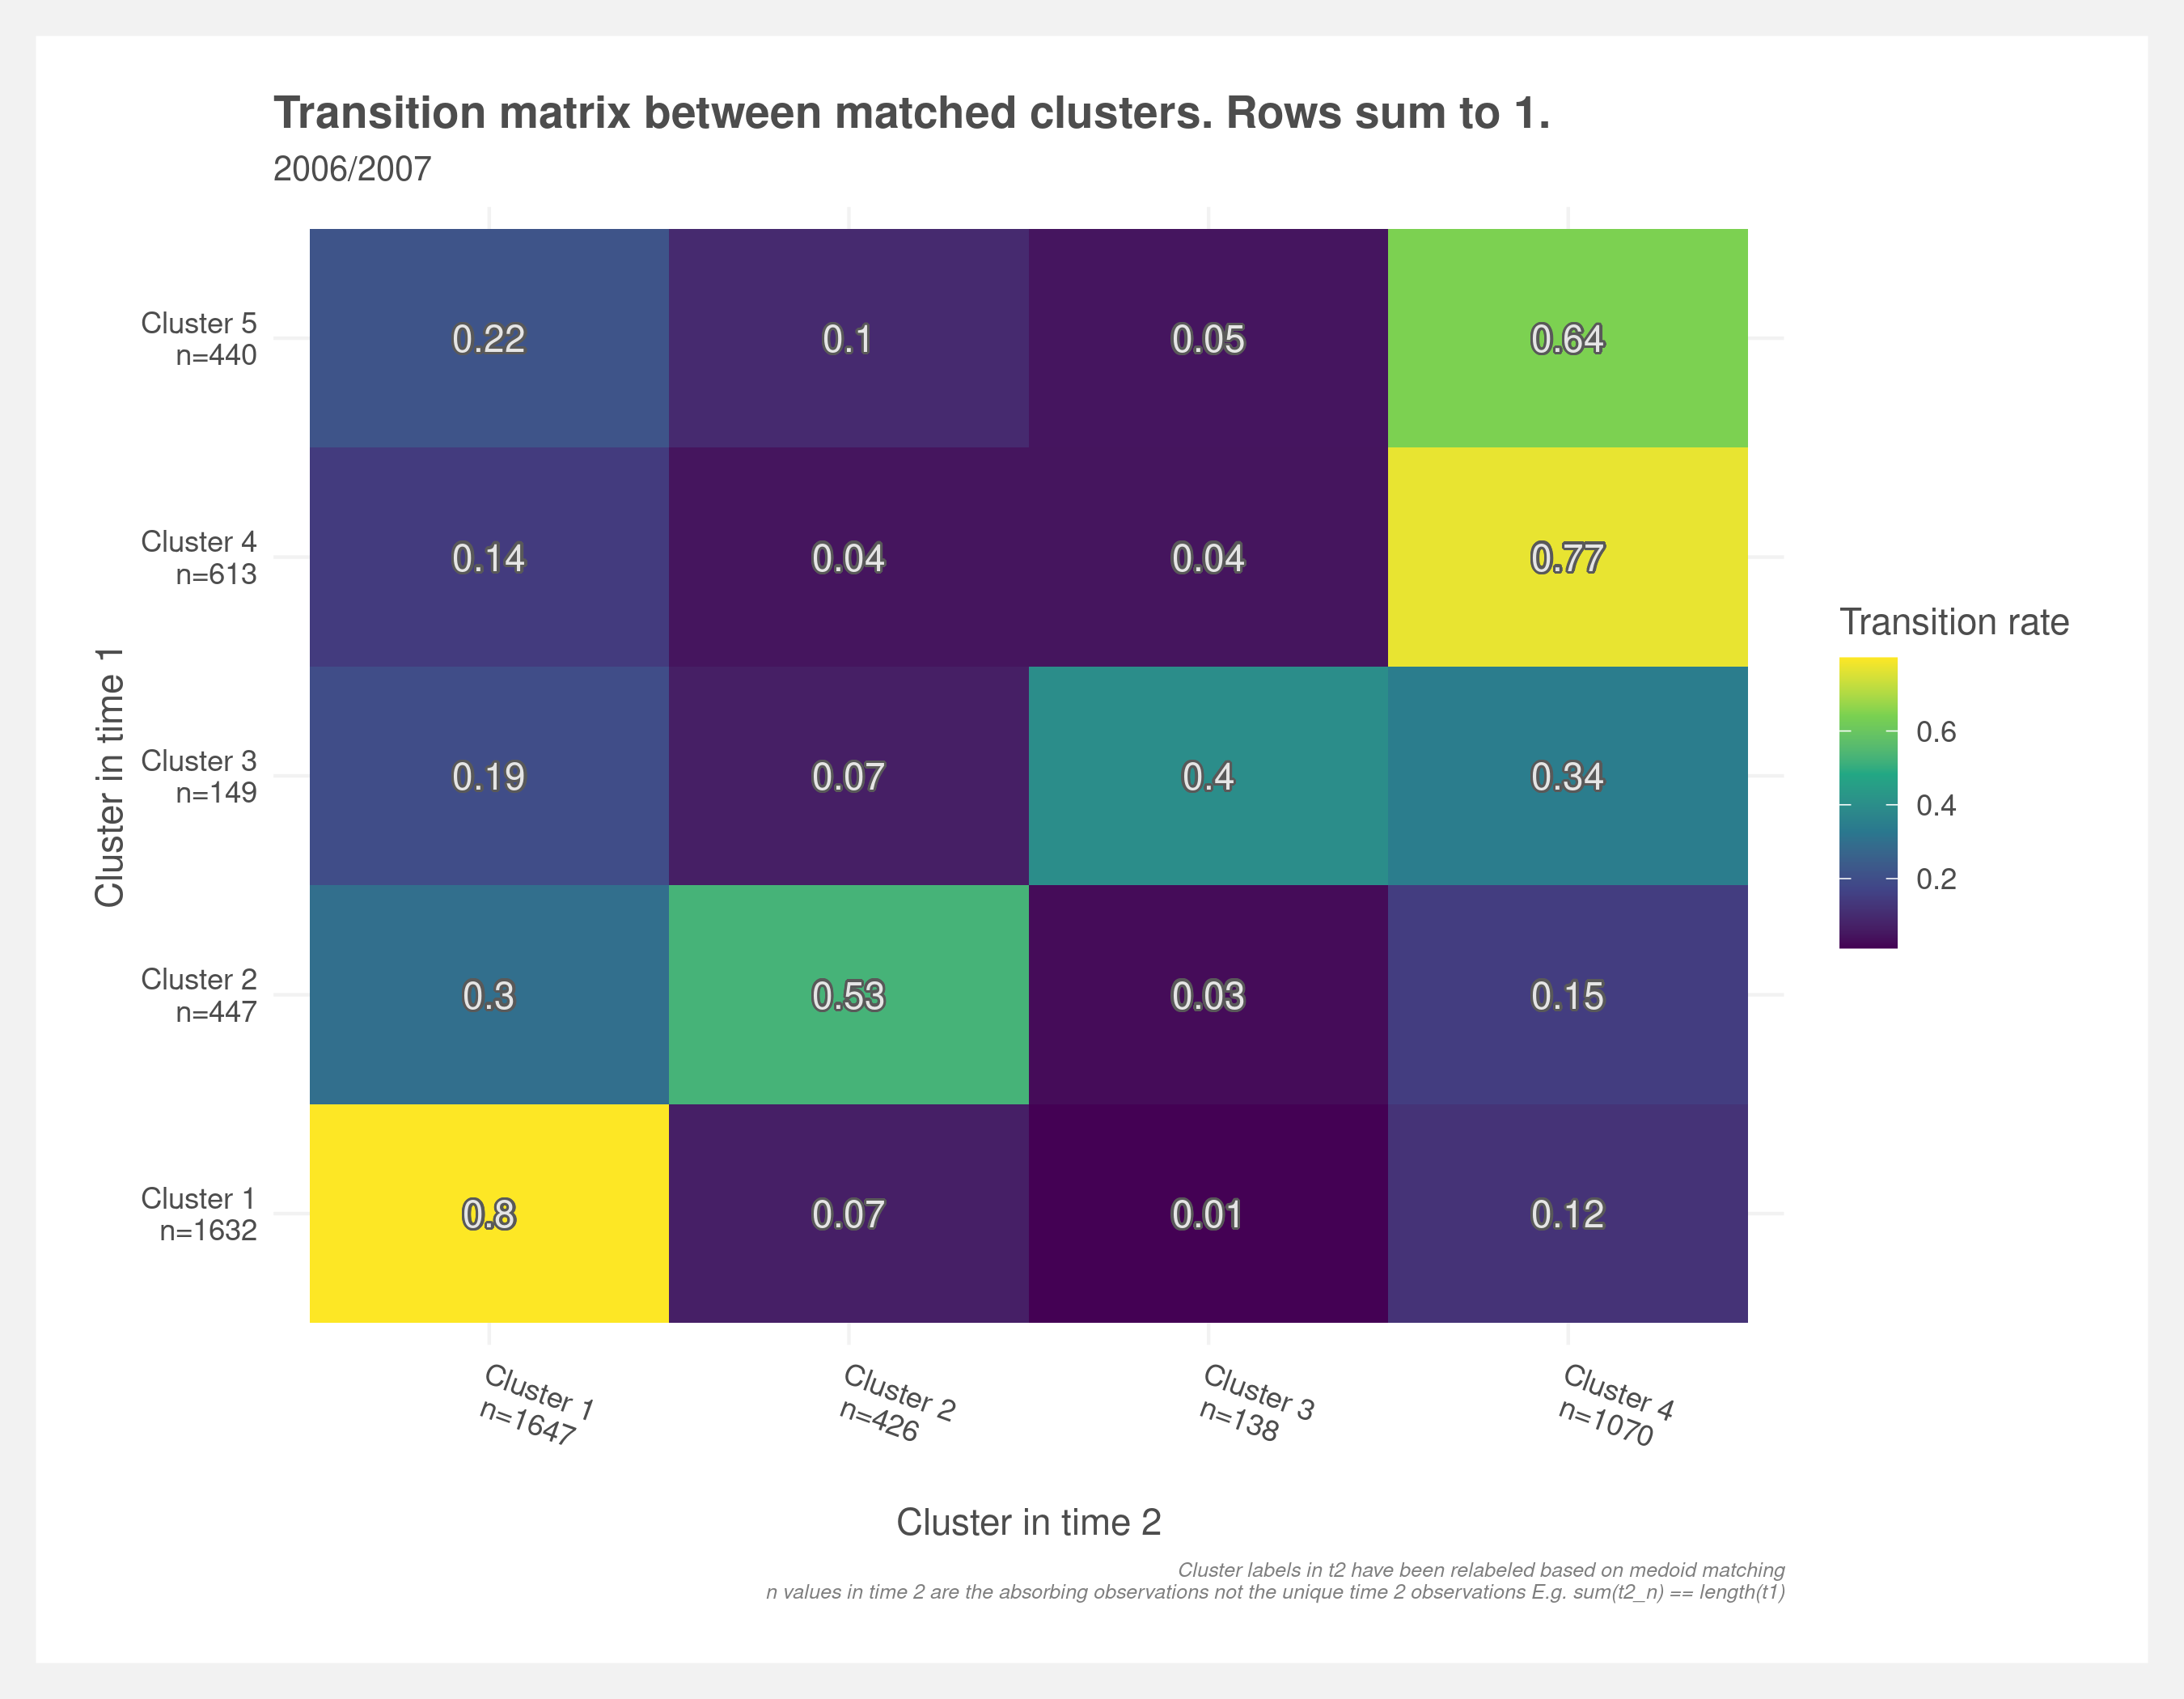 Transition matrix between matched clusters. Rows sum to 1.
2006/2007
Cluster in time 1
Cluster 5
n=440
0.22
0.1
0.05
0.64
Cluster 4
n=613
0.14
0.04
0.04
0.77
Cluster 3
n=149
0.19
0.07
0.4
0.34
Cluster 2
n=447
0.3
0.53
0.03
0.15
Cluster 1
n=1632
0.8
0.07
0.01
0.12
Cluster 1
n=1647
Cluster 2
n=426
Cluster 3
n=138
Cluster 4
n=1070
Cluster in time 2
Transition rate
0.6
0.4
0.2
Cluster labels in t2 have been relabeled based on medoid matching
n values in time 2 are the absorbing observations not the unique time 2 observations E.g. sum(t2_n) == length(t1)